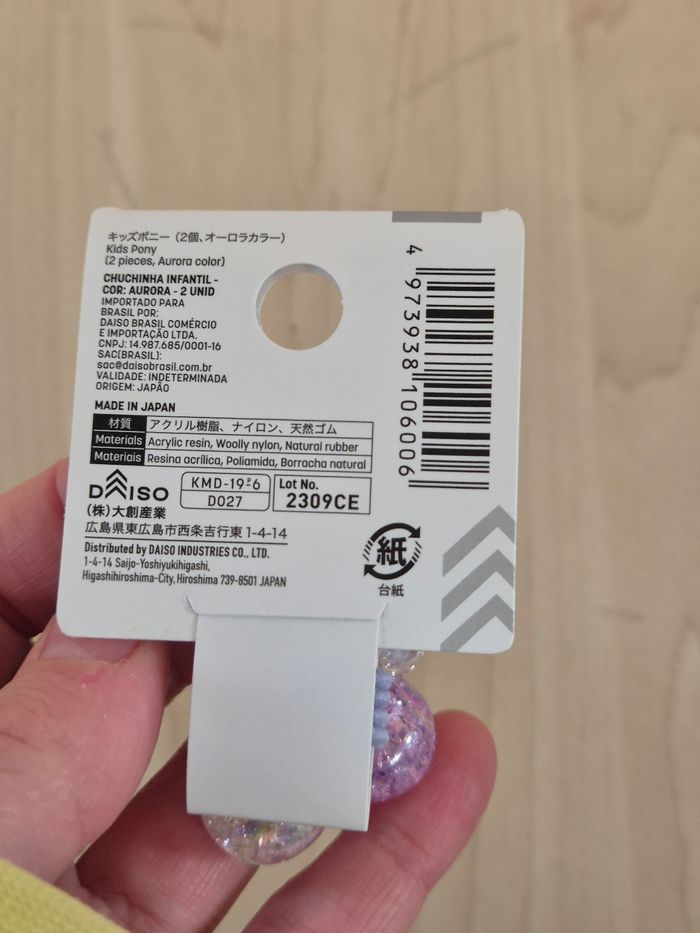 キッズポニー（2個、オーロラカラー）
Kids Pony
(2 pieces, Aurora color)
CHUCHINHA INFANTIL -
COR: AURORA - 2 UNID
IMPORTADO PARA
BRASIL POR:
DAISO BRASIL COMÉRCIO
E IMPORTAÇÃO LTDA.
CNPJ: 14.987.685/0001-16
SAC(BRASIL):
sac@daisobrasil.com.br
VALIDADE: INDETERMINADA
ORIGEM: JAPÃO
MADE IN JAPAN
材質 アクリル樹脂、ナイロン、天然ゴム
Materials Acrylic resin, Woolly nylon, Natural rubber
Materiais Resina acrílica, Poliamida, Borracha natural
DAISO
KMD-19 P6
D027
Lot No.
2309CE
(株)大創産業
広島県東広島市西条吉行東 1-4-14
Distributed by DAISO INDUSTRIES CO., LTD.
1-4-14 Saijo-Yoshiyukihigashi,
Higashihiroshima-City, Hiroshima 739-8501 JAPAN
紙
台紙
4 973938 106006